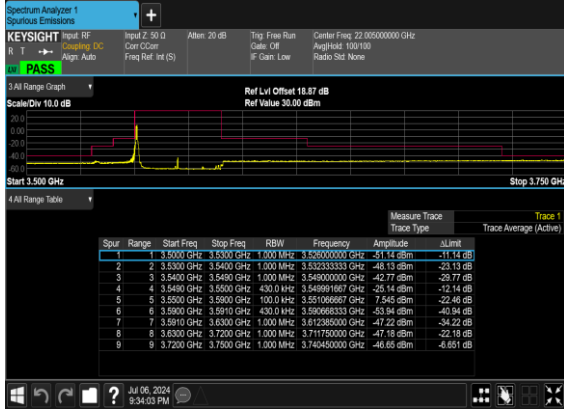 Spectrum Analyzer 1
Spurious Emissions
KEYSIGHT Input: RF Input Z: 50 Ω Atten: 20 dB Trig: Free Run Center Freq: 22.005000000 GHz
R T Coupling: DC Corr CCorr Gate: Off Avg|Hold: 100/100
Align: Auto Freq Ref: Int (S) IF Gain: Low Radio Std: None
PASS
3 All Range Graph
Ref Lvl Offset 18.87 dB
Scale/Div 10.0 dB Ref Value 30.00 dBm
20.0
0.00
-20.0
-40.0
-60.0
Start 3.500 GHz Stop 3.750 GHz
4 All Range Table
Measure Trace Trace 1
Trace Type Trace Average (Active)
Spur Range Start Freq Stop Freq RBW Frequency Amplitude ΔLimit
1 1 3.5000 GHz 3.5300 GHz 1.000 MHz 3.526000000 GHz -51.14 dBm -11.14 dB
2 2 3.5300 GHz 3.5400 GHz 1.000 MHz 3.532333333 GHz -48.13 dBm -23.13 dB
3 3 3.5400 GHz 3.5490 GHz 1.000 MHz 3.549000000 GHz -42.77 dBm -29.77 dB
4 4 3.5490 GHz 3.5500 GHz 430.0 kHz 3.549991667 GHz -25.14 dBm -12.14 dB
5 5 3.5500 GHz 3.5900 GHz 100.0 kHz 3.551066667 GHz 7.545 dBm -22.46 dB
6 6 3.5900 GHz 3.5910 GHz 430.0 kHz 3.590668333 GHz -53.94 dBm -40.94 dB
7 7 3.5910 GHz 3.6300 GHz 1.000 MHz 3.612385000 GHz -47.22 dBm -34.22 dB
8 8 3.6300 GHz 3.7200 GHz 1.000 MHz 3.711750000 GHz -47.18 dBm -22.18 dB
9 9 3.7200 GHz 3.7500 GHz 1.000 MHz 3.740450000 GHz -46.65 dBm -6.651 dB
Jul 06, 2024
9:34:03 PM